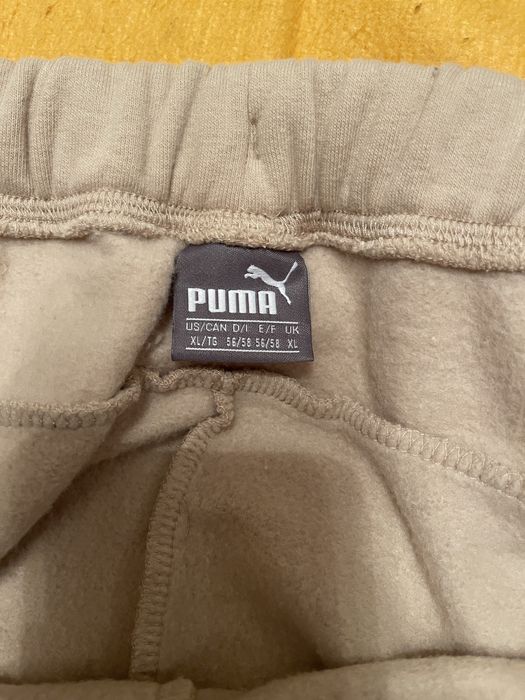 PUMA
US/CAN D/I E/F UK
XL/TG 56/58 56/58 XL